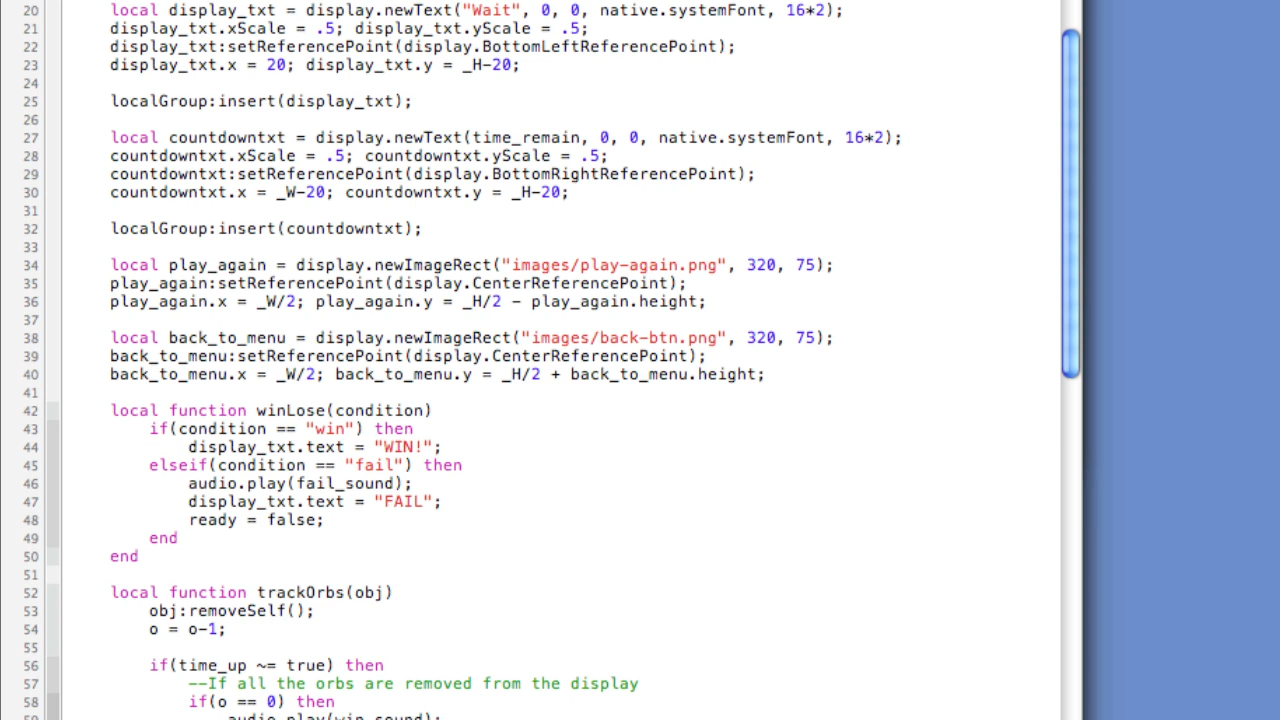 20 local display_txt = display.newText("Wait", 0, 0, native.systemFont, 16*2);
21 display_txt.xScale = .5; display_txt.yScale = .5;
22 display_txt:setReferencePoint(display.BottomLeftReferencePoint);
23 display_txt.x = 20; display_txt.y = _H-20;
24
25 localGroup:insert(display_txt);
26
27 local countdowntxt = display.newText(time_remain, 0, 0, native.systemFont, 16*2);
28 countdowntxt.xScale = .5; countdowntxt.yScale = .5;
29 countdowntxt:setReferencePoint(display.BottomRightReferencePoint);
30 countdowntxt.x = _W-20; countdowntxt.y = _H-20;
31
32 localGroup:insert(countdowntxt);
33
34 local play_again = display.newImageRect("images/play-again.png", 320, 75);
35 play_again:setReferencePoint(display.CenterReferencePoint);
36 play_again.x = _W/2; play_again.y = _H/2 - play_again.height;
37
38 local back_to_menu = display.newImageRect("images/back-btn.png", 320, 75);
39 back_to_menu:setReferencePoint(display.CenterReferencePoint);
40 back_to_menu.x = _W/2; back_to_menu.y = _H/2 + back_to_menu.height;
41
42 local function winLose(condition)
43 if(condition == "win") then
44 display_txt.text = "WIN!";
45 elseif(condition == "fail") then
46 audio.play(fail_sound);
47 display_txt.text = "FAIL";
48 ready = false;
49 end
50 end
51
52 local function trackOrbs(obj)
53 obj:removeSelf();
54 o = o-1;
55
56 if(time_up ~= true) then
57 --If all the orbs are removed from the display
58 if(o == 0) then
59 audio.play(win_sound);